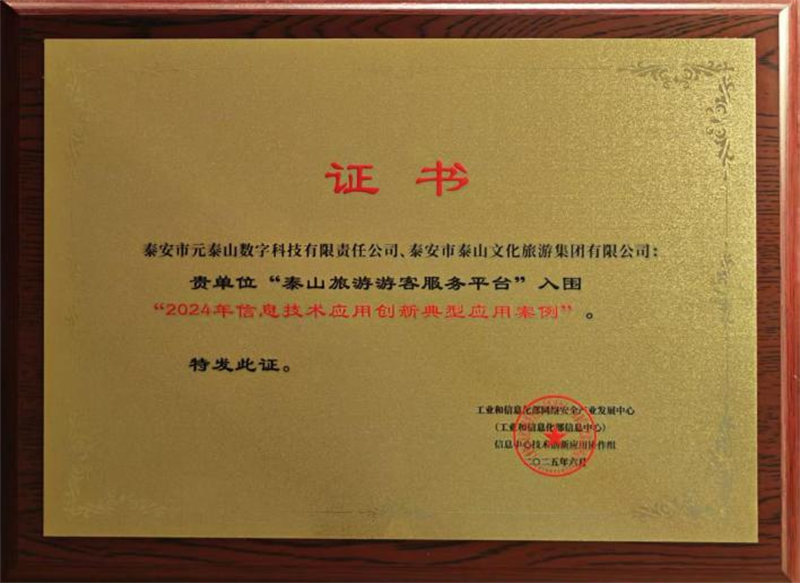 证书
泰安市元泰山数字科技有限责任公司、泰安市泰山文化旅游集团有限公司：
贵单位“泰山旅游游客服务平台”入围
“2024年信息技术应用创新典型应用案例”。
特发此证。
工业和信息化部网络安全产业发展中心
（工业和信息化部信息中心）
信息中心技术创新应用协作组
二〇二五年六月